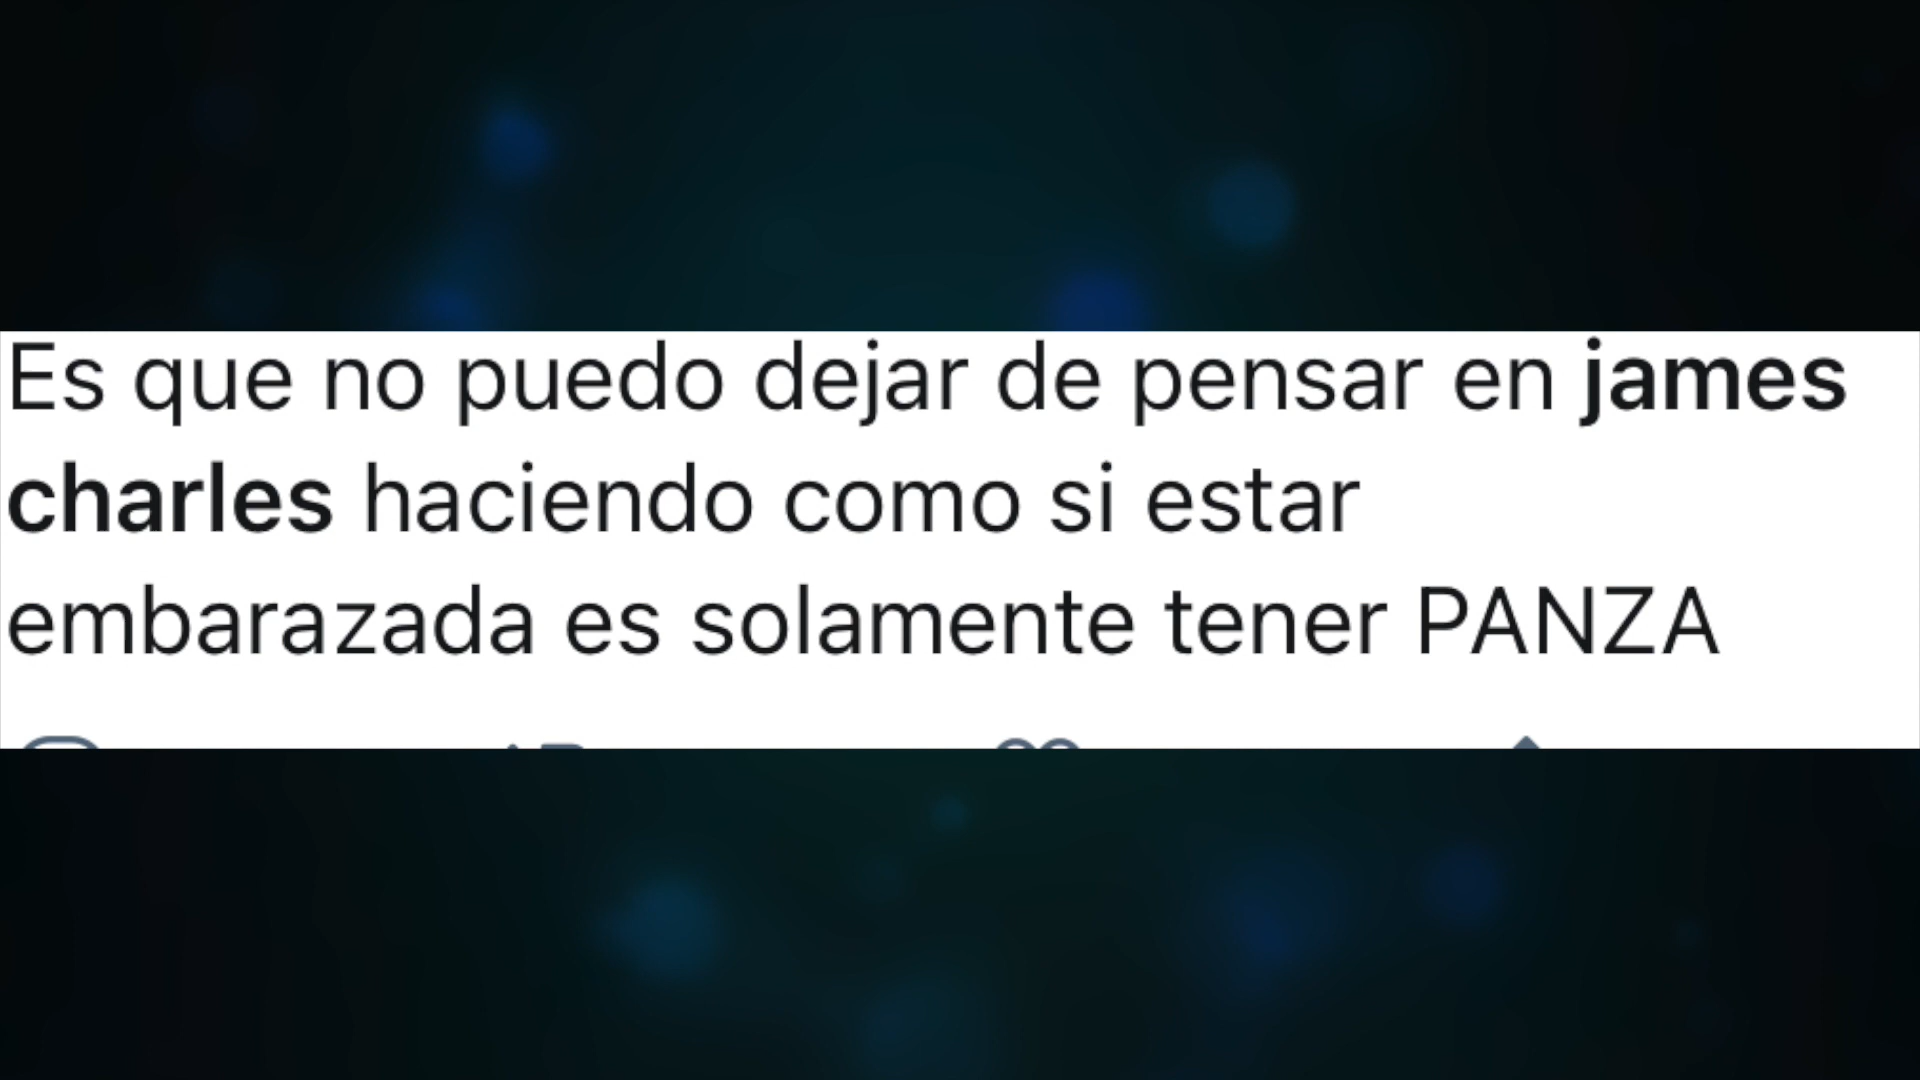 Es que no puedo dejar de pensar en james
charles haciendo como si estar
embarazada es solamente tener PANZA